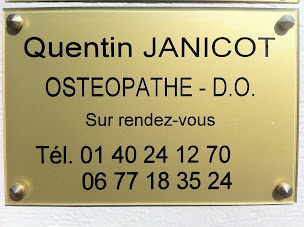 Quentin JANICOT
OSTEOPATHE - D.O.
Sur rendez-vous
Tél. 01 40 24 12 70
06 77 18 35 24